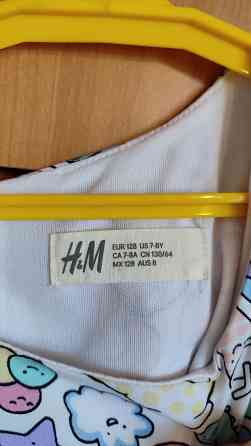 H&M
EUR 128 US 7-8Y
CA 7-8A CN 130/64
MX 128 AUS 8